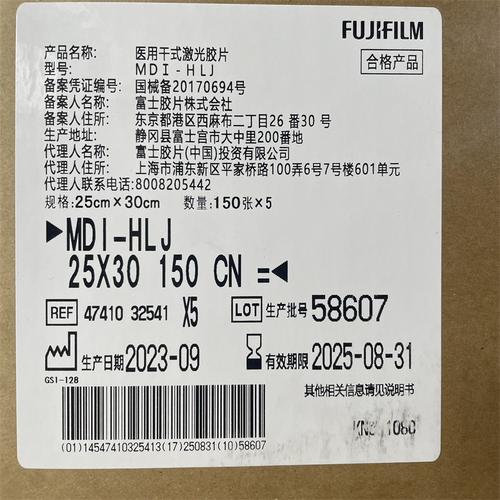 FUJIFILM
产品名称: 医用干式激光胶片
型号: MDI-HLJ
合格产品
备案凭证编号: 国械备20170694号
备案人名称: 富士胶片株式会社
备案人住所: 东京都港区西麻布二丁目26番30号
生产地址: 静冈县富士宫市大中里200番地
代理人名称: 富士胶片(中国)投资有限公司
代理人住所: 上海市浦东新区平家桥路100弄6号7号楼601单元
代理人联系电话:8008205442
规格:25cm×30cm 数量:150张×5
▶MDI-HLJ
25X30 150 CN =◀
REF 47410 32541 X5 LOT 生产批号 58607
生产日期 2023-09 有效期限 2025-08-31
GS1-128
其他相关信息请见说明书
(01)14547410325413(17)250831(10)58607